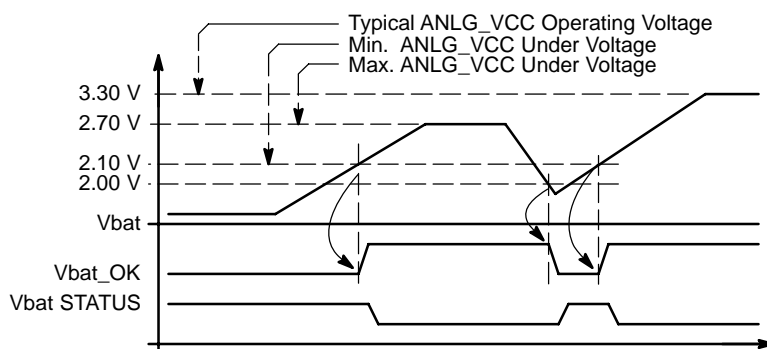 Typical ANLG_VCC Operating Voltage
Min. ANLG_VCC Under Voltage
Max. ANLG_VCC Under Voltage
3.30 V
2.70 V
2.10 V
2.00 V
Vbat
Vbat_OK
Vbat STATUS